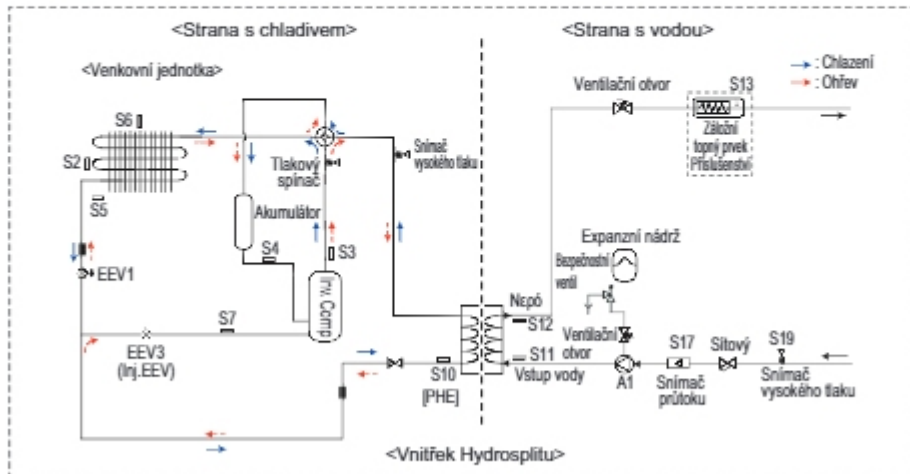 <Strana s chladivem>
<Strana s vodou>
<Venkovní jednotka>
: Chlazení
: Ohřev
S6
S2
S5
EEV1
EEV3
(Inj.EEV)
S7
Akumulátor
S4
S3
Inv. Comp
Tlakový
spínač
Snímač
vysokého tlaku
Ventilační otvor
S13
Záložní
topný prvek
Příslušenství
Expanzní nádrž
Bezpečnostní
ventil
Νερό
S12
S11
Vstup vody
Ventilační
otvor
A1
S17
Snímač
průtoku
Sítový
S19
Snímač
vysokého tlaku
S10
[PHE]
<Vnitřek Hydrosplitu>